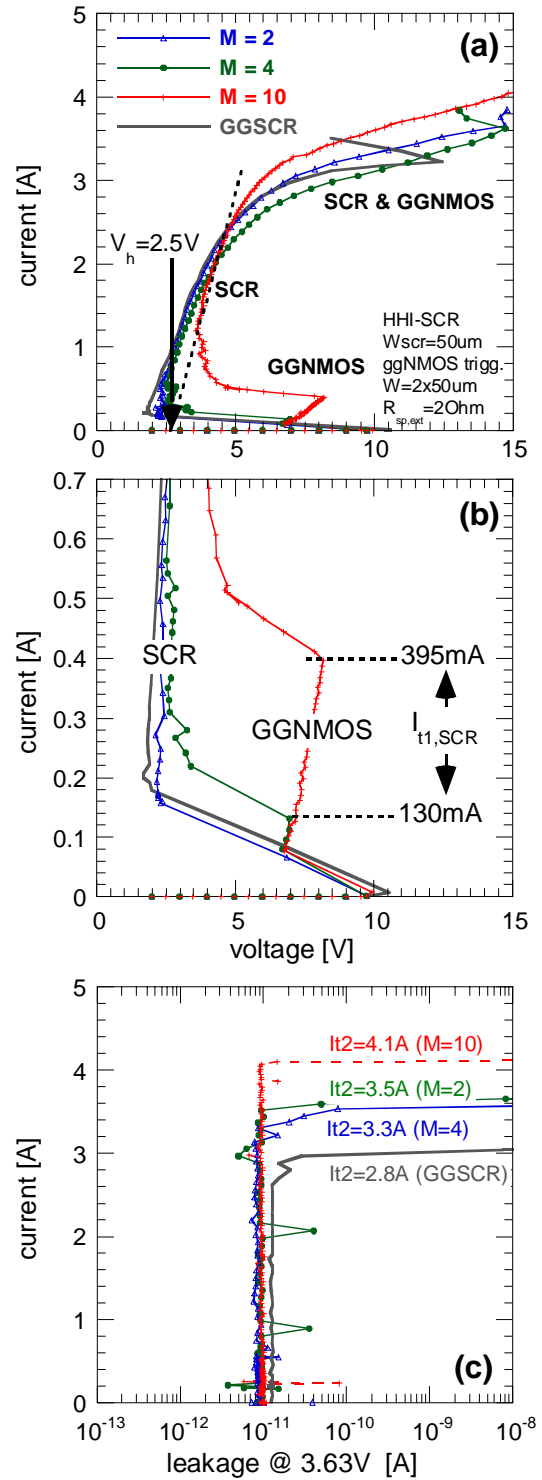 M = 2
M = 4
M = 10
GGSCR
(a)
5
4
3
2
1
0
current [A]
V_h=2.5V
SCR
SCR & GGNMOS
GGNMOS
HHI-SCR
Wscr=50um
ggNMOS trigg.
W=2x50um
R_sp,ext=2Ohm
0 5 10 15
(b)
0.7
0.6
0.5
0.4
0.3
0.2
0.1
0
current [A]
SCR
GGNMOS
395mA
I_t1,SCR
130mA
0 5 10 15
voltage [V]
5
4
3
2
1
0
current [A]
It2=4.1A (M=10)
It2=3.5A (M=2)
It2=3.3A (M=4)
It2=2.8A (GGSCR)
(c)
10^-13 10^-12 10^-11 10^-10 10^-9 10^-8
leakage @ 3.63V [A]